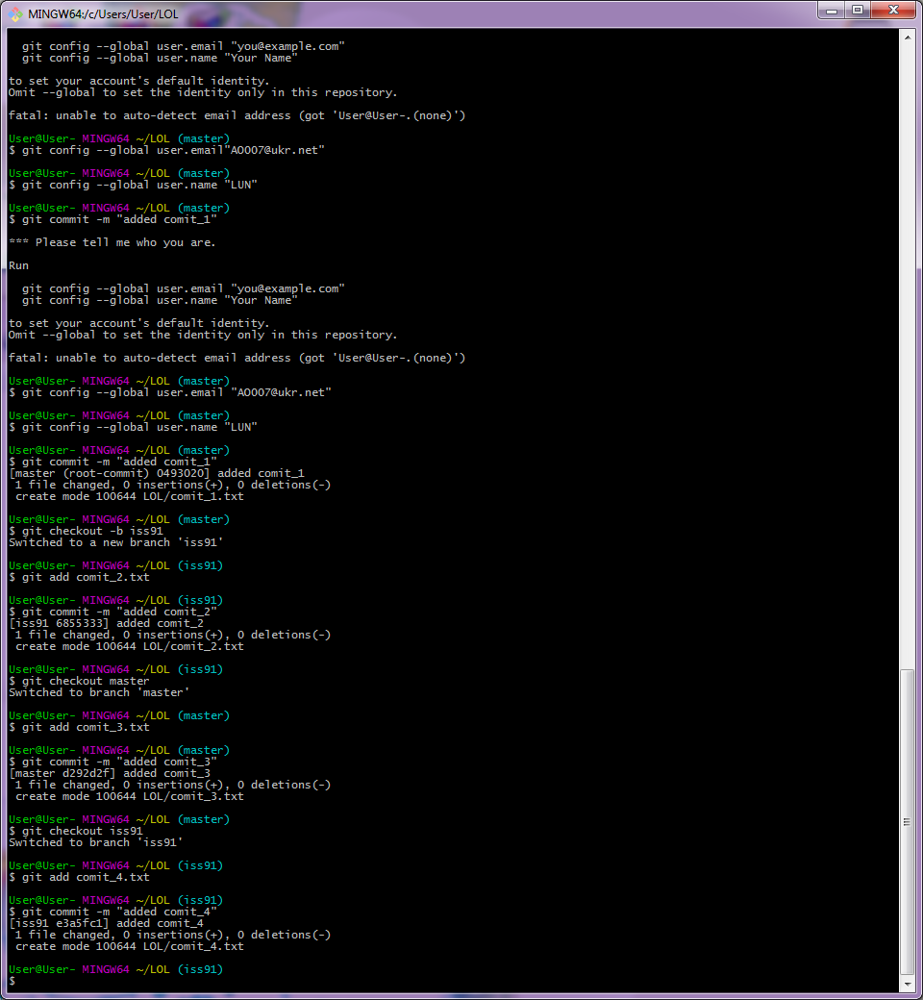 MINGW64:/c/Users/User/LOL
git config --global user.email "you@example.com"
git config --global user.name "Your Name"
to set your account's default identity.
Omit --global to set the identity only in this repository.
fatal: unable to auto-detect email address (got 'User@User-.(none)')
User@User- MINGW64 ~/LOL (master)
$ git config --global user.email"AO007@ukr.net"
User@User- MINGW64 ~/LOL (master)
$ git config --global user.name "LUN"
User@User- MINGW64 ~/LOL (master)
$ git commit -m "added comit_1"
*** Please tell me who you are.
Run
git config --global user.email "you@example.com"
git config --global user.name "Your Name"
to set your account's default identity.
Omit --global to set the identity only in this repository.
fatal: unable to auto-detect email address (got 'User@User-.(none)')
User@User- MINGW64 ~/LOL (master)
$ git config --global user.email "AO007@ukr.net"
User@User- MINGW64 ~/LOL (master)
$ git config --global user.name "LUN"
User@User- MINGW64 ~/LOL (master)
$ git commit -m "added comit_1"
[master (root-commit) 0493020] added comit_1
1 file changed, 0 insertions(+), 0 deletions(-)
create mode 100644 LOL/comit_1.txt
User@User- MINGW64 ~/LOL (master)
$ git checkout -b iss91
Switched to a new branch 'iss91'
User@User- MINGW64 ~/LOL (iss91)
$ git add comit_2.txt
User@User- MINGW64 ~/LOL (iss91)
$ git commit -m "added comit_2"
[iss91 6855333] added comit_2
1 file changed, 0 insertions(+), 0 deletions(-)
create mode 100644 LOL/comit_2.txt
User@User- MINGW64 ~/LOL (iss91)
$ git checkout master
Switched to branch 'master'
User@User- MINGW64 ~/LOL (master)
$ git add comit_3.txt
User@User- MINGW64 ~/LOL (master)
$ git commit -m "added comit_3"
[master d292d2f] added comit_3
1 file changed, 0 insertions(+), 0 deletions(-)
create mode 100644 LOL/comit_3.txt
User@User- MINGW64 ~/LOL (master)
$ git checkout iss91
Switched to branch 'iss91'
User@User- MINGW64 ~/LOL (iss91)
$ git add comit_4.txt
User@User- MINGW64 ~/LOL (iss91)
$ git commit -m "added comit_4"
[iss91 e3a5fc1] added comit_4
1 file changed, 0 insertions(+), 0 deletions(-)
create mode 100644 LOL/comit_4.txt
User@User- MINGW64 ~/LOL (iss91)
$